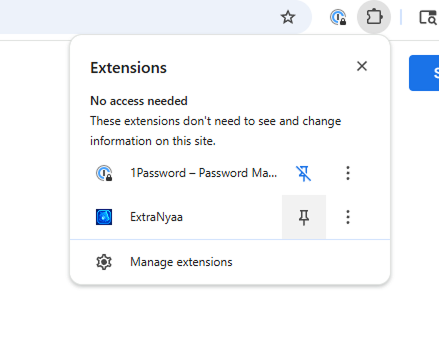 Extensions
No access needed
These extensions don't need to see and change
information on this site.
1Password – Password Ma...
ExtraNyaa
Manage extensions